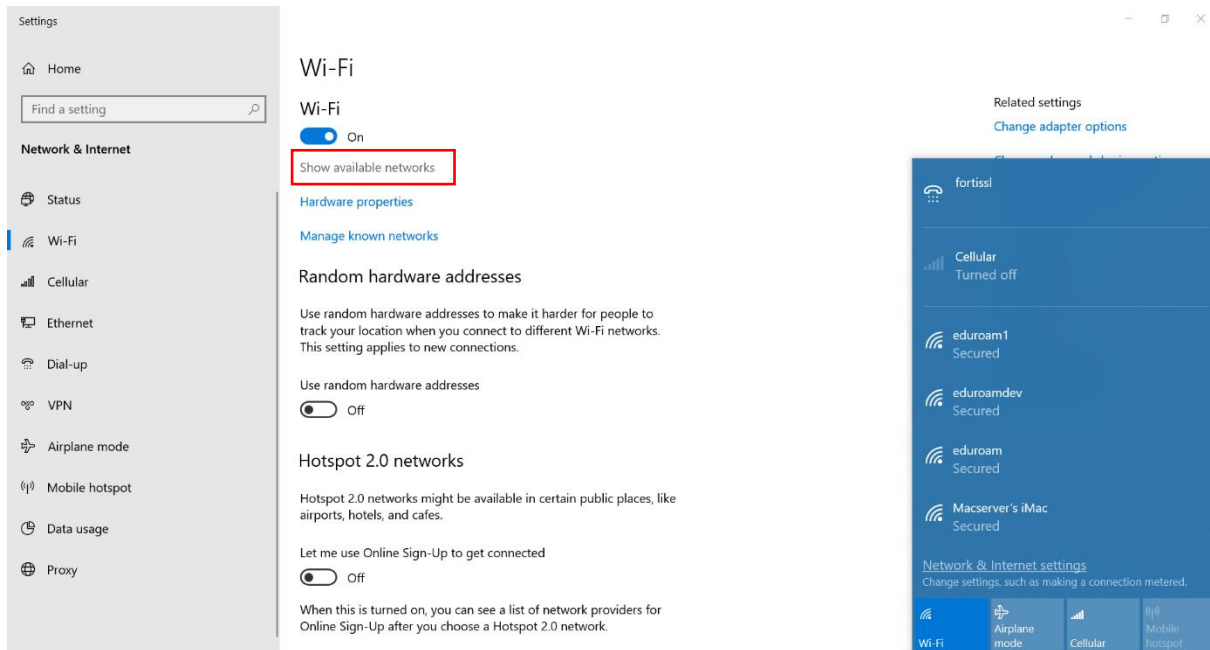 Settings
Home
Find a setting
Network & Internet
Status
Wi-Fi
Cellular
Ethernet
Dial-up
VPN
Airplane mode
Mobile hotspot
Data usage
Proxy
Wi-Fi
Wi-Fi
On
Show available networks
Hardware properties
Manage known networks
Random hardware addresses
Use random hardware addresses to make it harder for people to
track your location when you connect to different Wi-Fi networks.
This setting applies to new connections.
Use random hardware addresses
Off
Hotspot 2.0 networks
Hotspot 2.0 networks might be available in certain public places, like
airports, hotels, and cafes.
Let me use Online Sign-Up to get connected
Off
When this is turned on, you can see a list of network providers for
Online Sign-Up after you choose a Hotspot 2.0 network.
Related settings
Change adapter options
fortissl
Cellular
Turned off
eduroam1
Secured
eduroamdev
Secured
eduroam
Secured
Macserver's iMac
Secured
Network & Internet settings
Change settings, such as making a connection metered.
Wi-Fi
Airplane
mode
Cellular
Mobile
hotspot